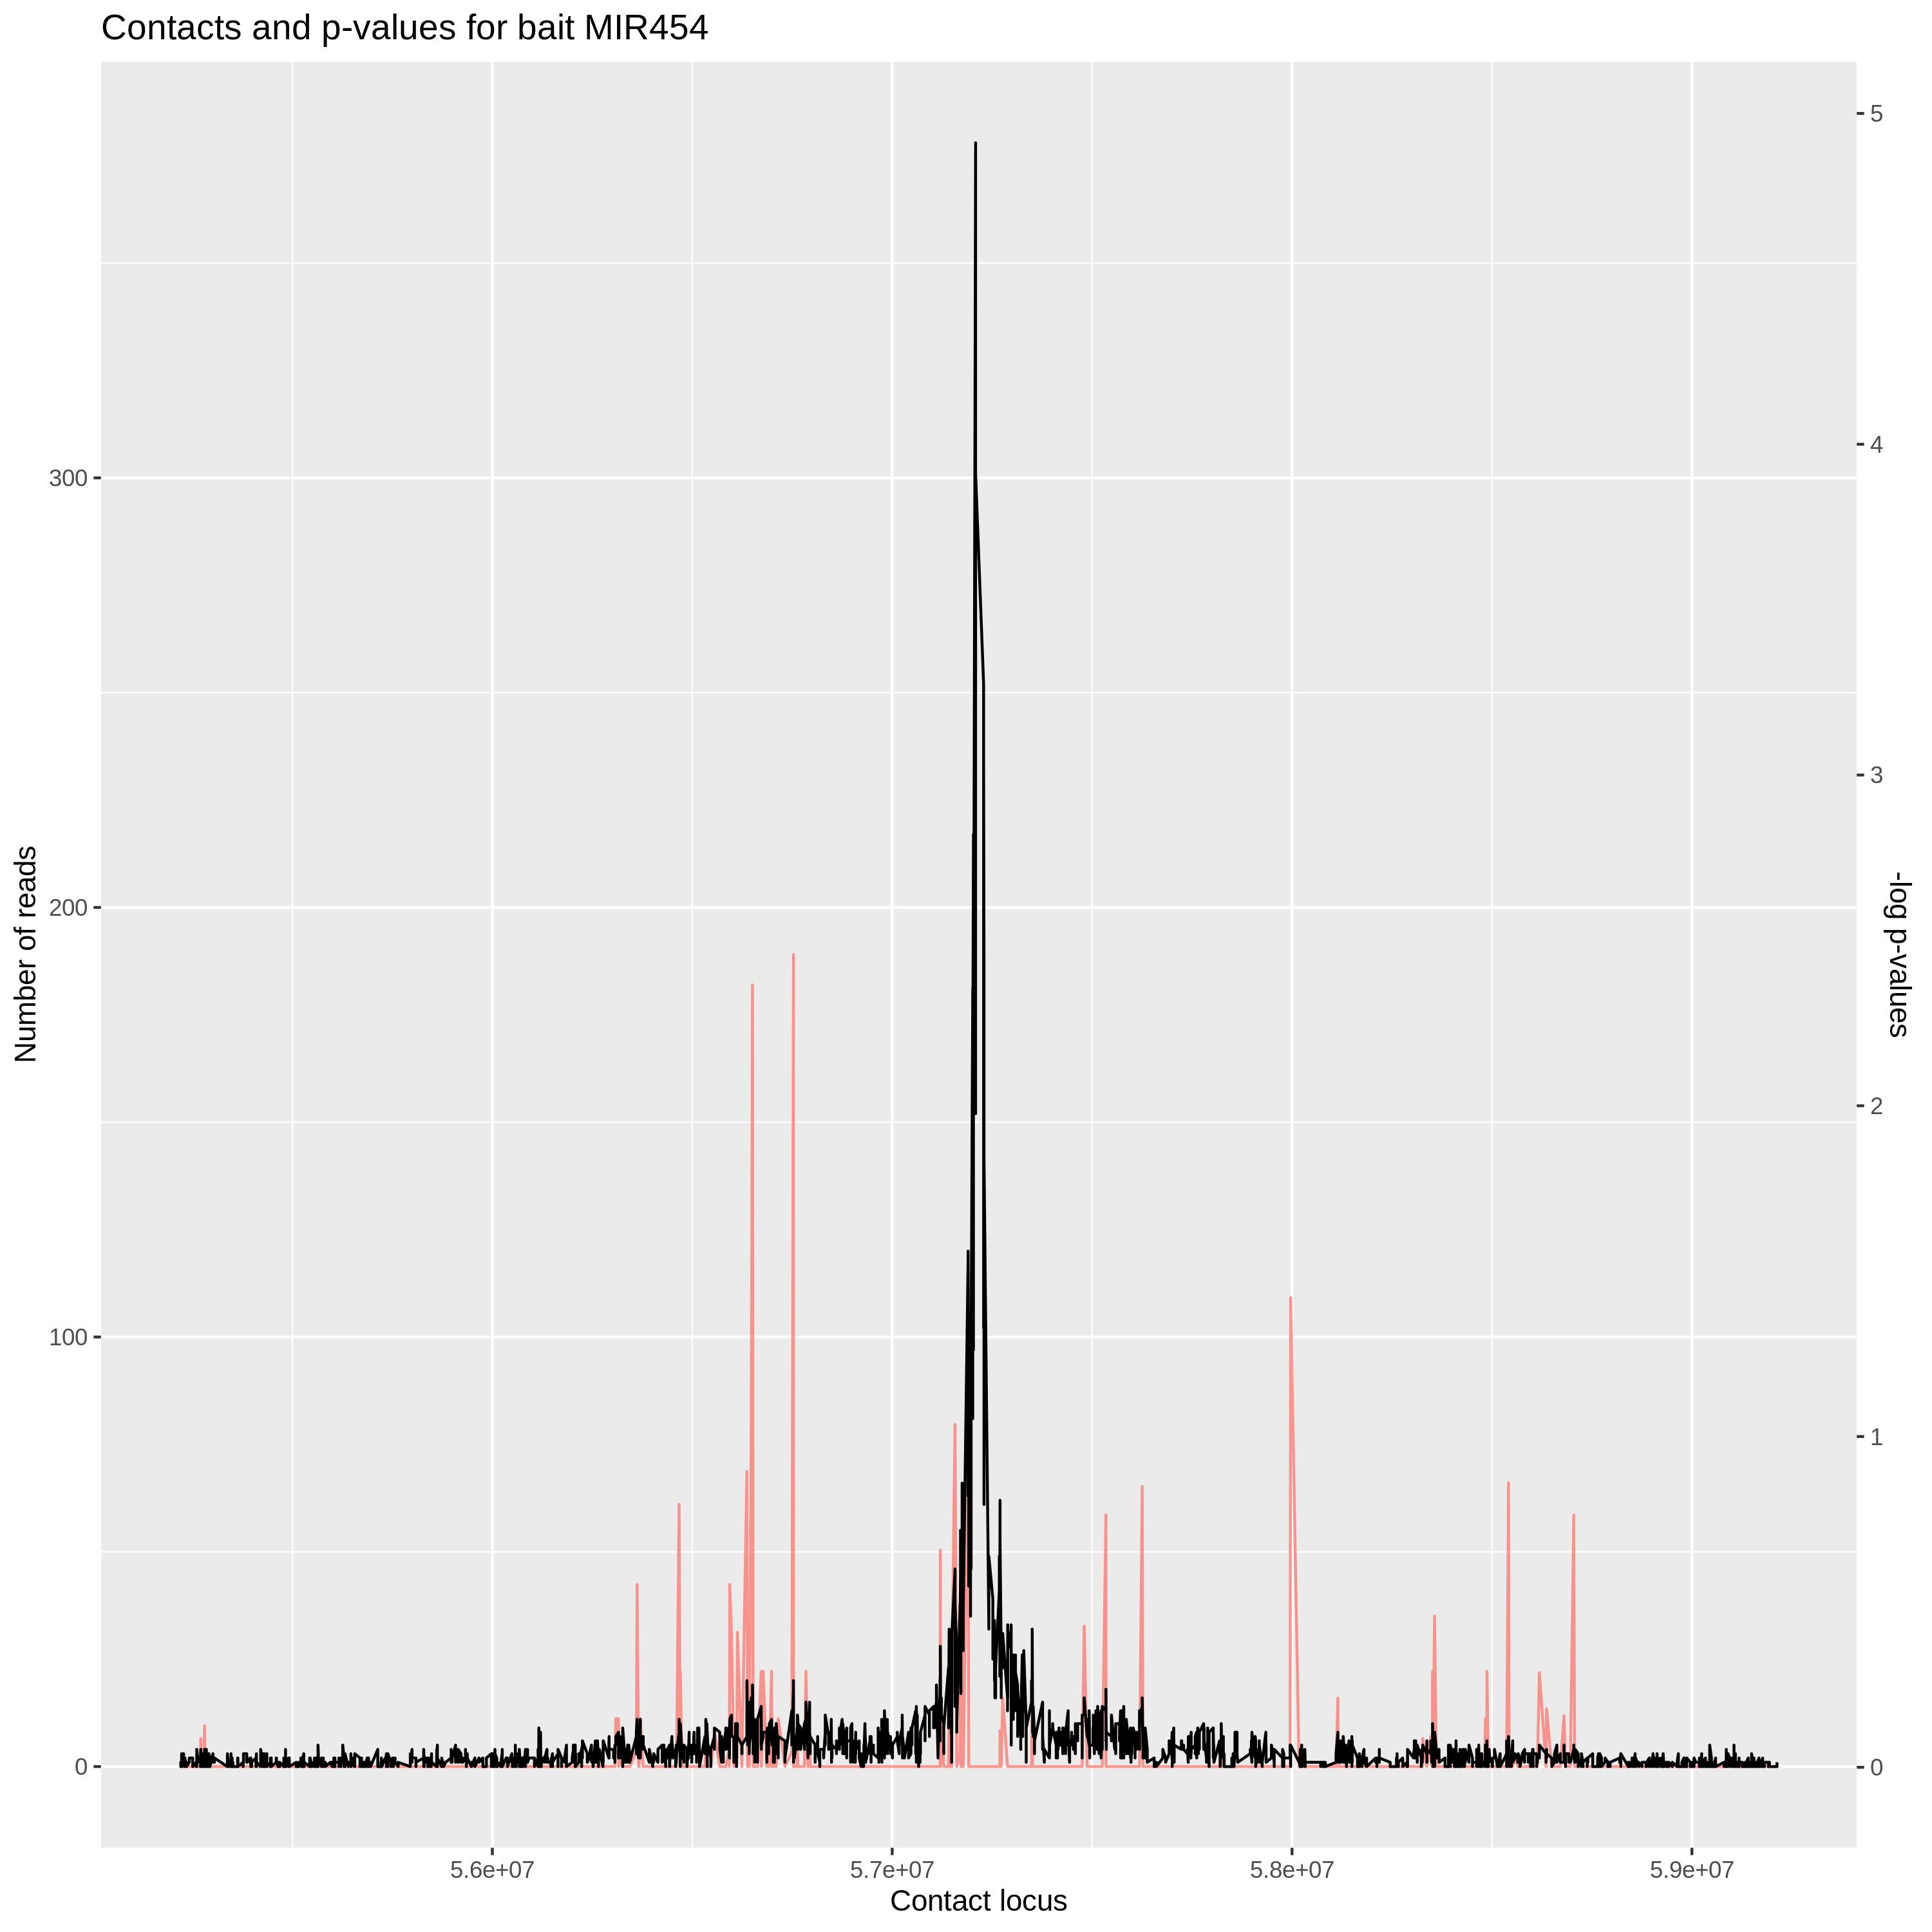 Contacts and p-values for bait MIR454
Number of reads
300
200
100
0
5
4
3
2
1
0
-log p-values
5.6e+07 5.7e+07 5.8e+07 5.9e+07
Contact locus